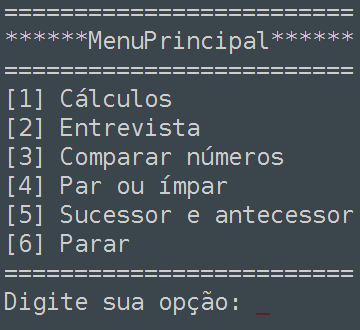 =========================
******MenuPrincipal******
=========================
[1] Cálculos
[2] Entrevista
[3] Comparar números
[4] Par ou ímpar
[5] Sucessor e antecessor
[6] Parar
=========================
Digite sua opção: _